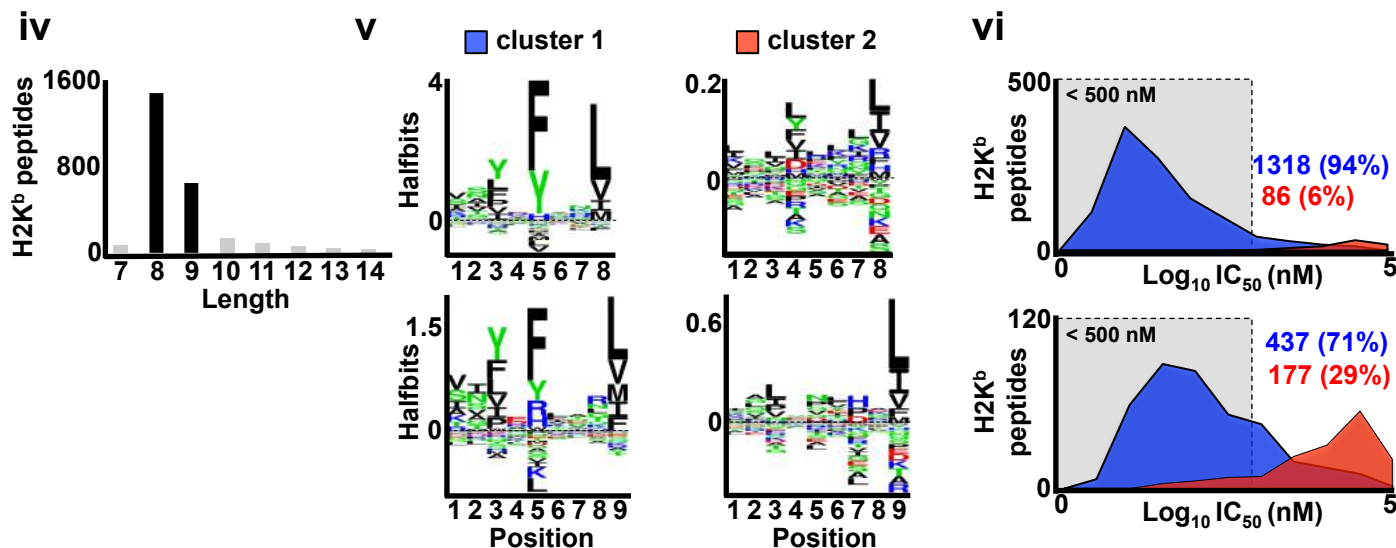 iv
H2Kb peptides
1600
800
0
7 8 9 10 11 12 13 14
Length
v
cluster 1
cluster 2
Halfbits
4
0
1 2 3 4 5 6 7 8
0.2
0
1 2 3 4 5 6 7 8
Halfbits
1.5
0
1 2 3 4 5 6 7 8 9
Position
0.6
0
1 2 3 4 5 6 7 8 9
Position
vi
H2Kb
peptides
500
0
< 500 nM
1318 (94%)
86 (6%)
0 5
Log10 IC50 (nM)
H2Kb
peptides
120
0
< 500 nM
437 (71%)
177 (29%)
0 5
Log10 IC50 (nM)